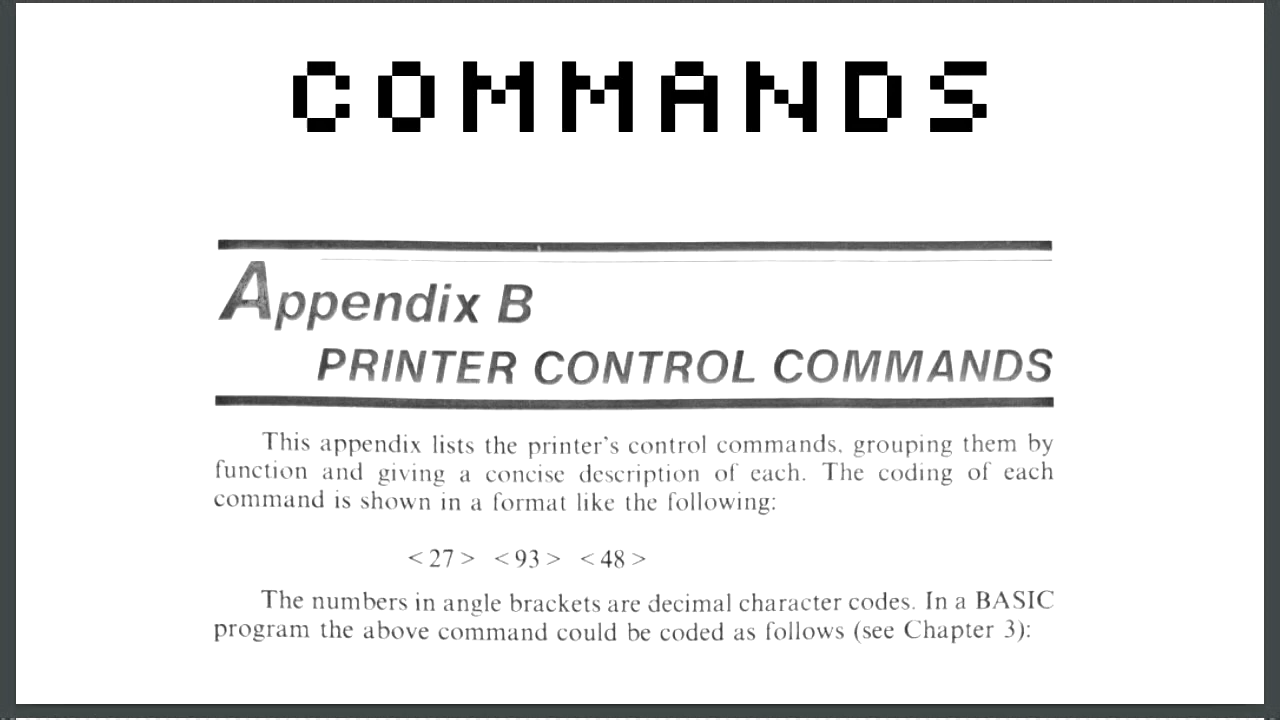 COMMANDS
Appendix B
PRINTER CONTROL COMMANDS
This appendix lists the printer's control commands, grouping them by
function and giving a concise description of each. The coding of each
command is shown in a format like the following:
< 27 > < 93 > < 48 >
The numbers in angle brackets are decimal character codes. In a BASIC
program the above command could be coded as follows (see Chapter 3):